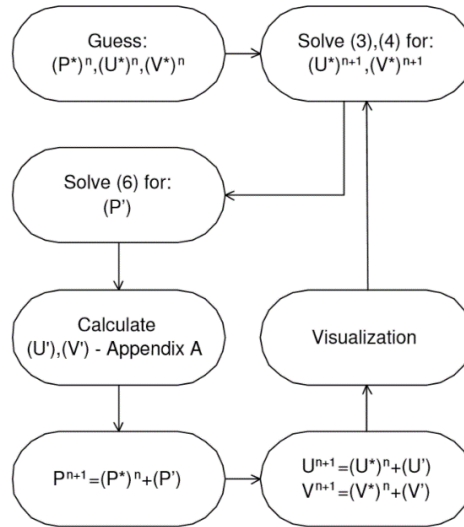 Guess:
(P*)ⁿ,(U*)ⁿ,(V*)ⁿ
Solve (3),(4) for:
(U*)ⁿ⁺¹,(V*)ⁿ⁺¹
Solve (6) for:
(P')
Calculate
(U'),(V') - Appendix A
Visualization
Pⁿ⁺¹=(P*)ⁿ+(P')
Uⁿ⁺¹=(U*)ⁿ+(U')
Vⁿ⁺¹=(V*)ⁿ+(V')